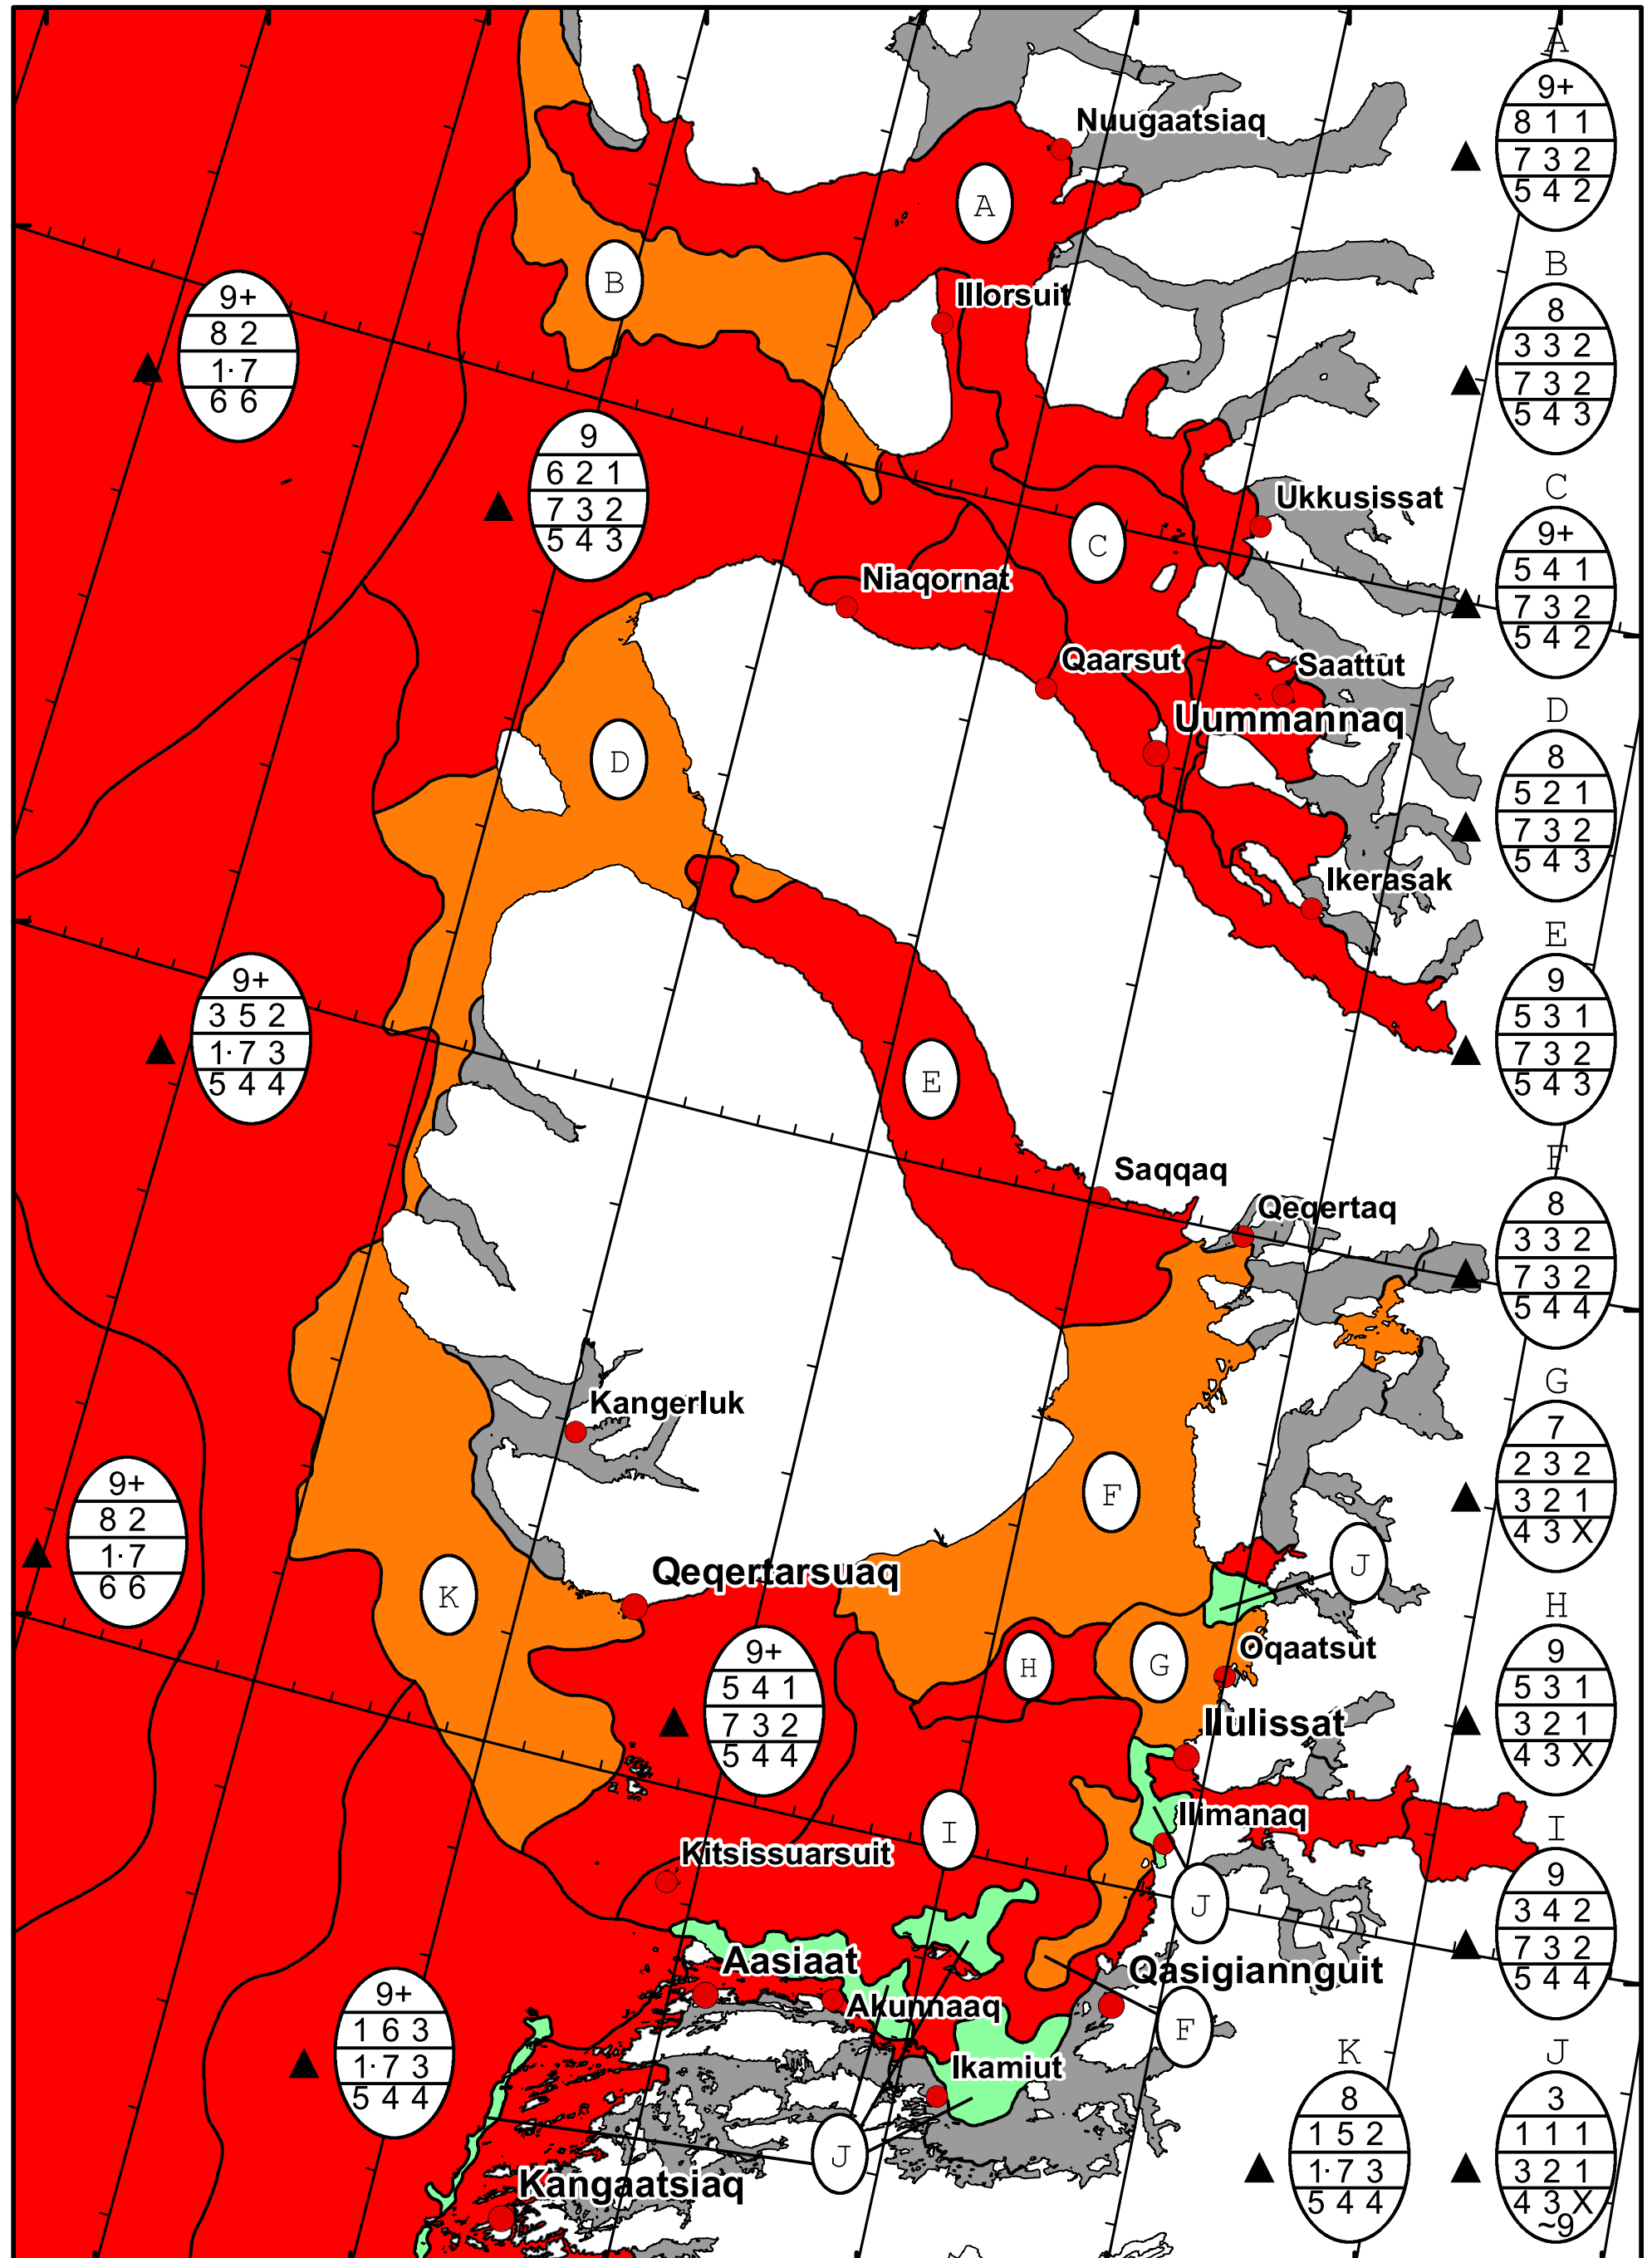 A
9+
8 1 1
7 3 2
5 4 2
Nuugaatsiaq
A
B
8
3 3 2
7 3 2
5 4 3
B
Illorsuit
9+
8 2
1· 7
6 6
9
6 2 1
7 3 2
5 4 3
C
9+
5 4 1
7 3 2
5 4 2
Ukkusissat
C
Niaqornat
Qaarsut
Saattut
Uummannaq
D
D
8
5 2 1
7 3 2
5 4 3
Ikerasak
E
9
5 3 1
7 3 2
5 4 3
9+
3 5 2
1· 7 3
5 4 4
E
Saqqaq
Qeqertaq
F
8
3 3 2
7 3 2
5 4 4
G
7
2 3 2
3 2 1
4 3 X
Kangerluk
F
9+
8 2
1· 7
6 6
J
K
Qeqertarsuaq
H
9
5 3 1
3 2 1
4 3 X
Oqaatsut
H
G
9+
5 4 1
7 3 2
5 4 4
Ilulissat
Ilimanaq
I
I
9
3 4 2
7 3 2
5 4 4
Kitsissuarsuit
J
Aasiaat
Qasigiannguit
Akunnaaq
F
9+
1 6 3
1· 7 3
5 4 4
Ikamiut
K
8
1 5 2
1· 7 3
5 4 4
J
3
1 1 1
3 2 1
4 3 X
~9
J
Kangaatsiaq